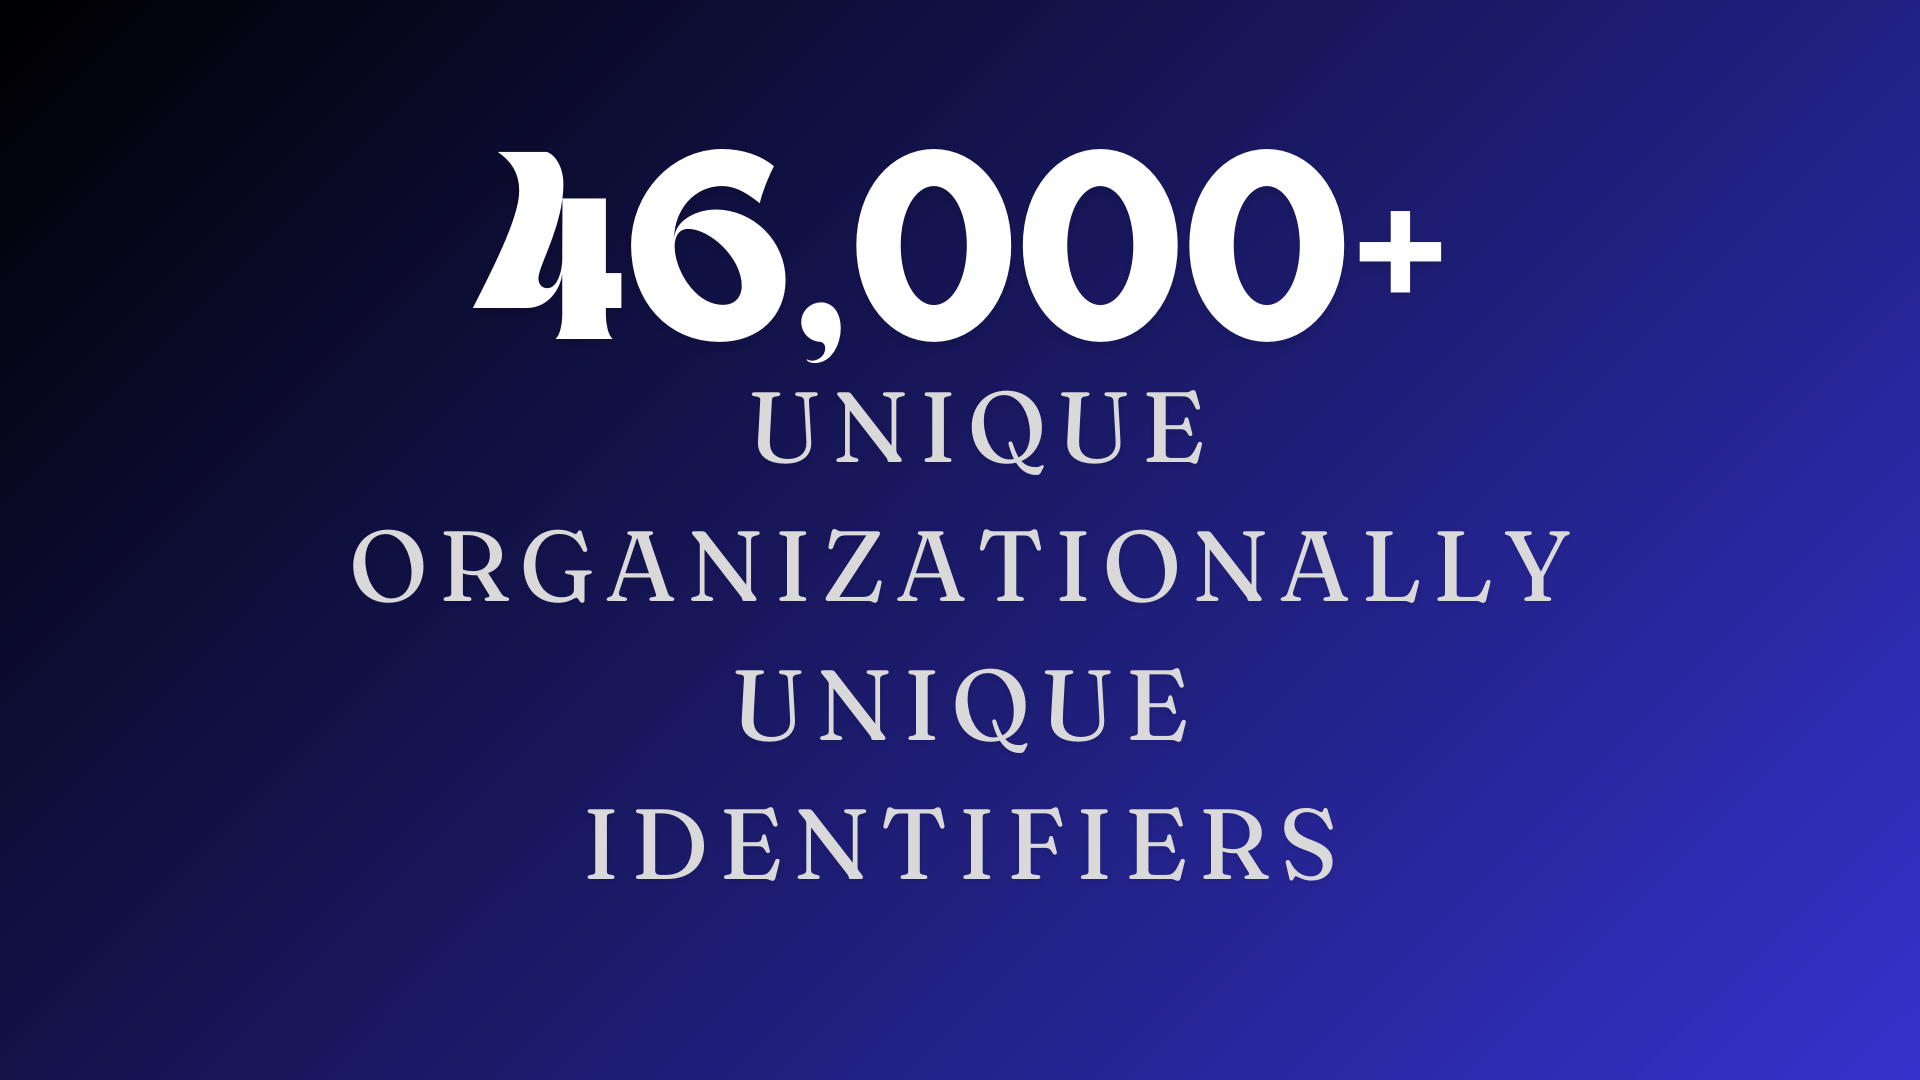 46,000+
UNIQUE
ORGANIZATIONALLY
UNIQUE
IDENTIFIERS